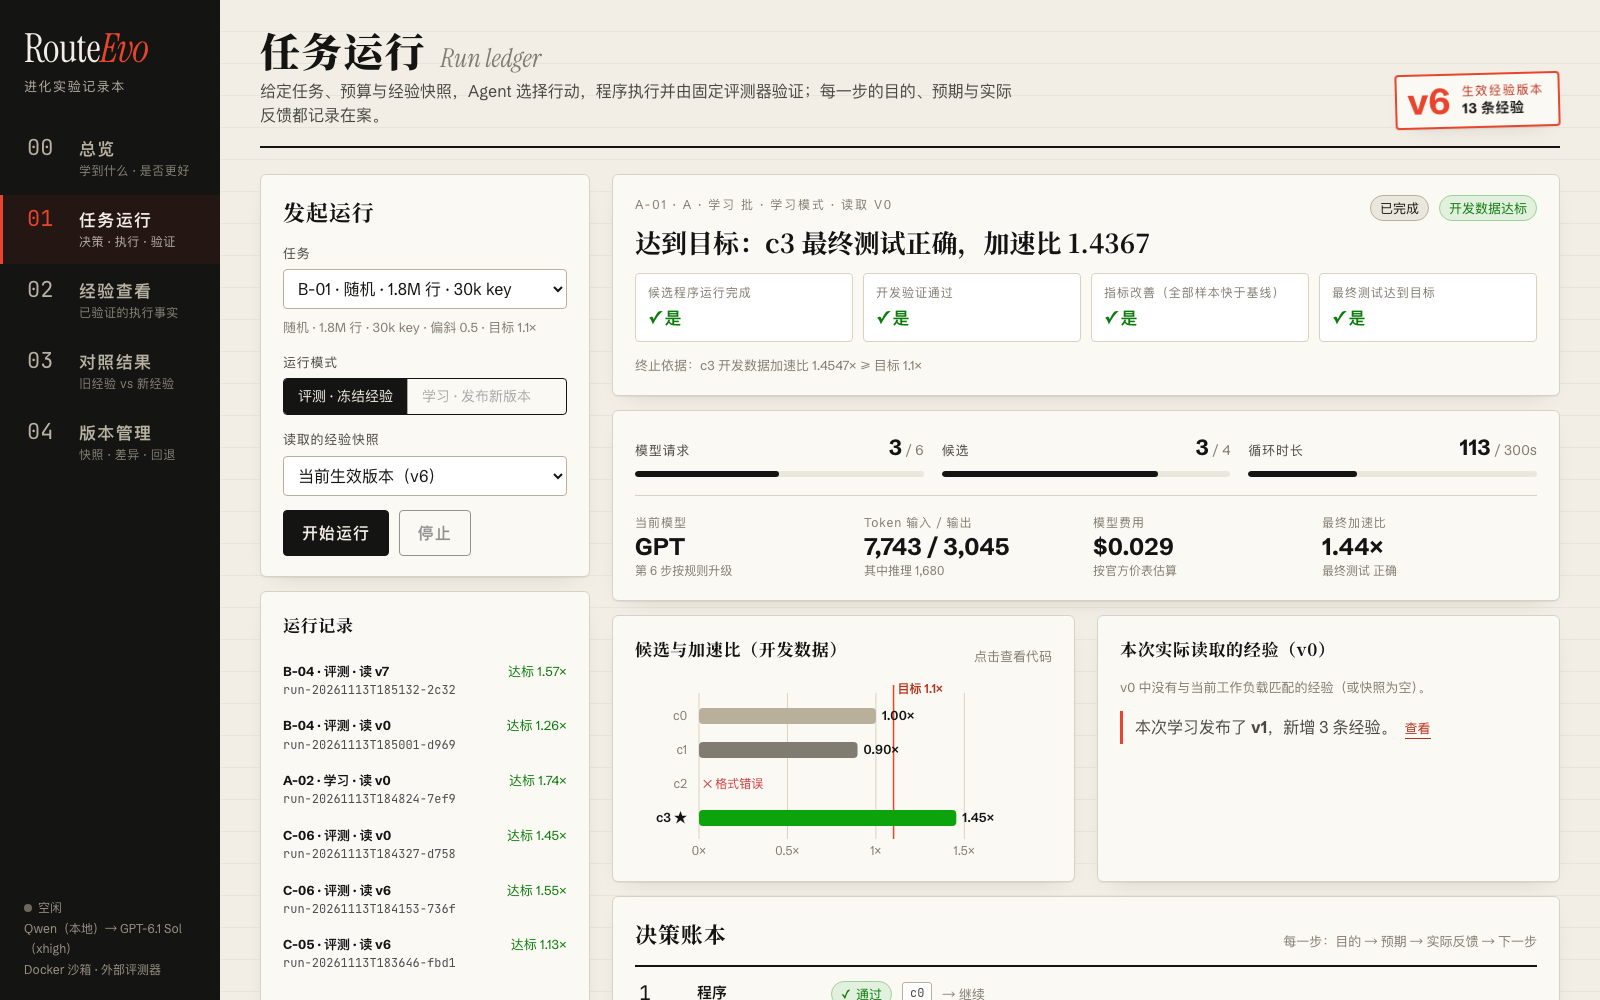 RouteEvo
进化实验记录本
00 总览
学到什么 · 是否更好
01 任务运行
决策 · 执行 · 验证
02 经验查看
已验证的执行事实
03 对照结果
旧经验 vs 新经验
04 版本管理
快照 · 差异 · 回退
空闲
Qwen（本地）→ GPT-6.1 Sol
（xhigh）
Docker 沙箱 · 外部评测器
任务运行 Run ledger
给定任务、预算与经验快照，Agent 选择行动，程序执行并由固定评测器验证；每一步的目的、预期与实际
反馈都记录在案。
v6 生效经验版本
13 条经验
发起运行
任务
B-01 · 随机 · 1.8M 行 · 30k key
随机 · 1.8M 行 · 30k key · 偏斜 0.5 · 目标 1.1×
运行模式
评测 · 冻结经验 学习 · 发布新版本
读取的经验快照
当前生效版本（v6）
开始运行 停止
运行记录
B-04 · 评测 · 读 v7 达标 1.57×
run-20261113T185132-2c32
B-04 · 评测 · 读 v0 达标 1.26×
run-20261113T185001-d969
A-02 · 学习 · 读 v0 达标 1.74×
run-20261113T184824-7ef9
C-06 · 评测 · 读 v0 达标 1.45×
run-20261113T184327-d758
C-06 · 评测 · 读 v6 达标 1.55×
run-20261113T184153-736f
C-05 · 评测 · 读 v6 达标 1.13×
run-20261113T183646-fbd1
A-01 · A · 学习 批 · 学习模式 · 读取 V0
已完成 开发数据达标
达到目标：c3 最终测试正确，加速比 1.4367
候选程序运行完成
✓是
开发验证通过
✓是
指标改善（全部样本快于基线）
✓是
最终测试达到目标
✓是
终止依据：c3 开发数据加速比 1.4547× ≥ 目标 1.1×
模型请求 3 / 6
候选 3 / 4
循环时长 113 / 300s
当前模型
GPT
第 6 步按规则升级
Token 输入 / 输出
7,743 / 3,045
其中推理 1,680
模型费用
$0.029
按官方价表估算
最终加速比
1.44×
最终测试 正确
候选与加速比（开发数据） 点击查看代码
目标 1.1×
c0 1.00×
c1 0.90×
c2 ×格式错误
c3 ★ 1.45×
0× 0.5× 1× 1.5×
本次实际读取的经验（v0）
v0 中没有与当前工作负载匹配的经验（或快照为空）。
本次学习发布了 v1，新增 3 条经验。 查看
决策账本 每一步：目的 → 预期 → 实际反馈 → 下一步
1 程序 ✓ 通过 c0 → 继续